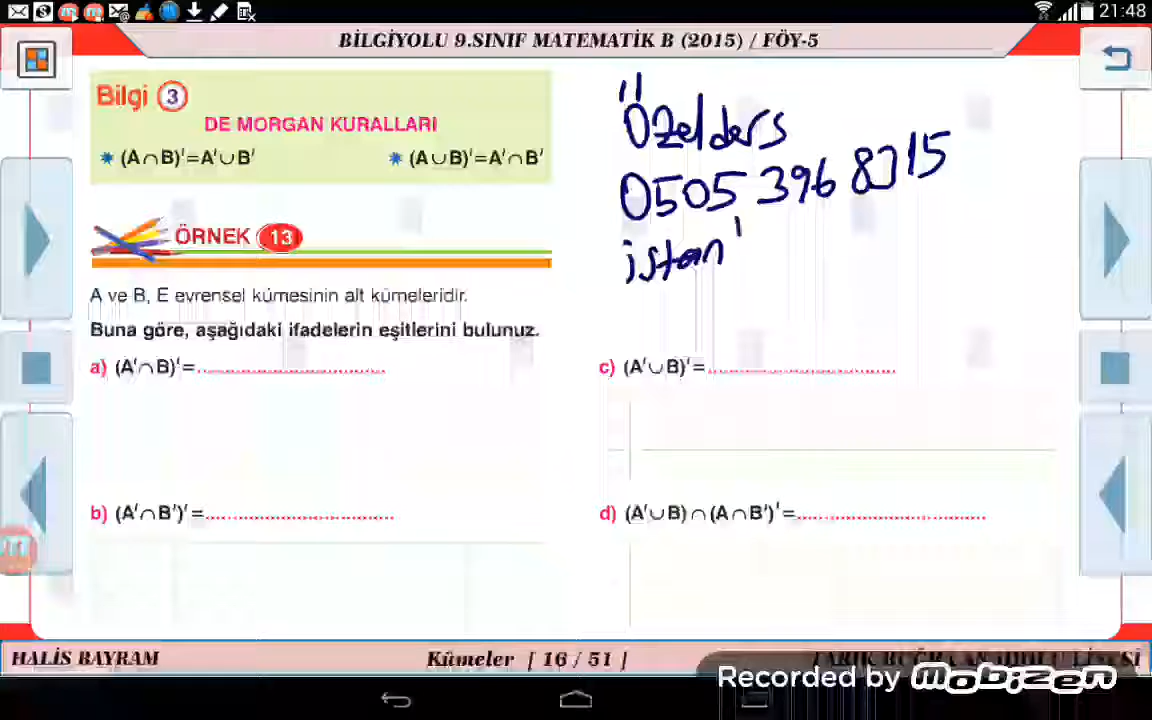 21:48
BİLGİYOLU 9.SINIF MATEMATİK B (2015) / FÖY-5
Bilgi 3
DE MORGAN KURALLARI
* (A∩B)'=A'∪B' * (A∪B)'=A'∩B'
ÖRNEK 13
A ve B, E evrensel kümesinin alt kümeleridir.
Buna göre, aşağıdaki ifadelerin eşitlerini bulunuz.
a) (A'∩B)'=................................
b) (A'∩B')'=................................
"Özelders
0505 396 8715
istan'
c) (A'∪B)'=................................
d) (A'∪B)∩(A∩B')'=................................
HALİS BAYRAM
Kümeler [ 16 / 51 ]
Recorded by mobizen